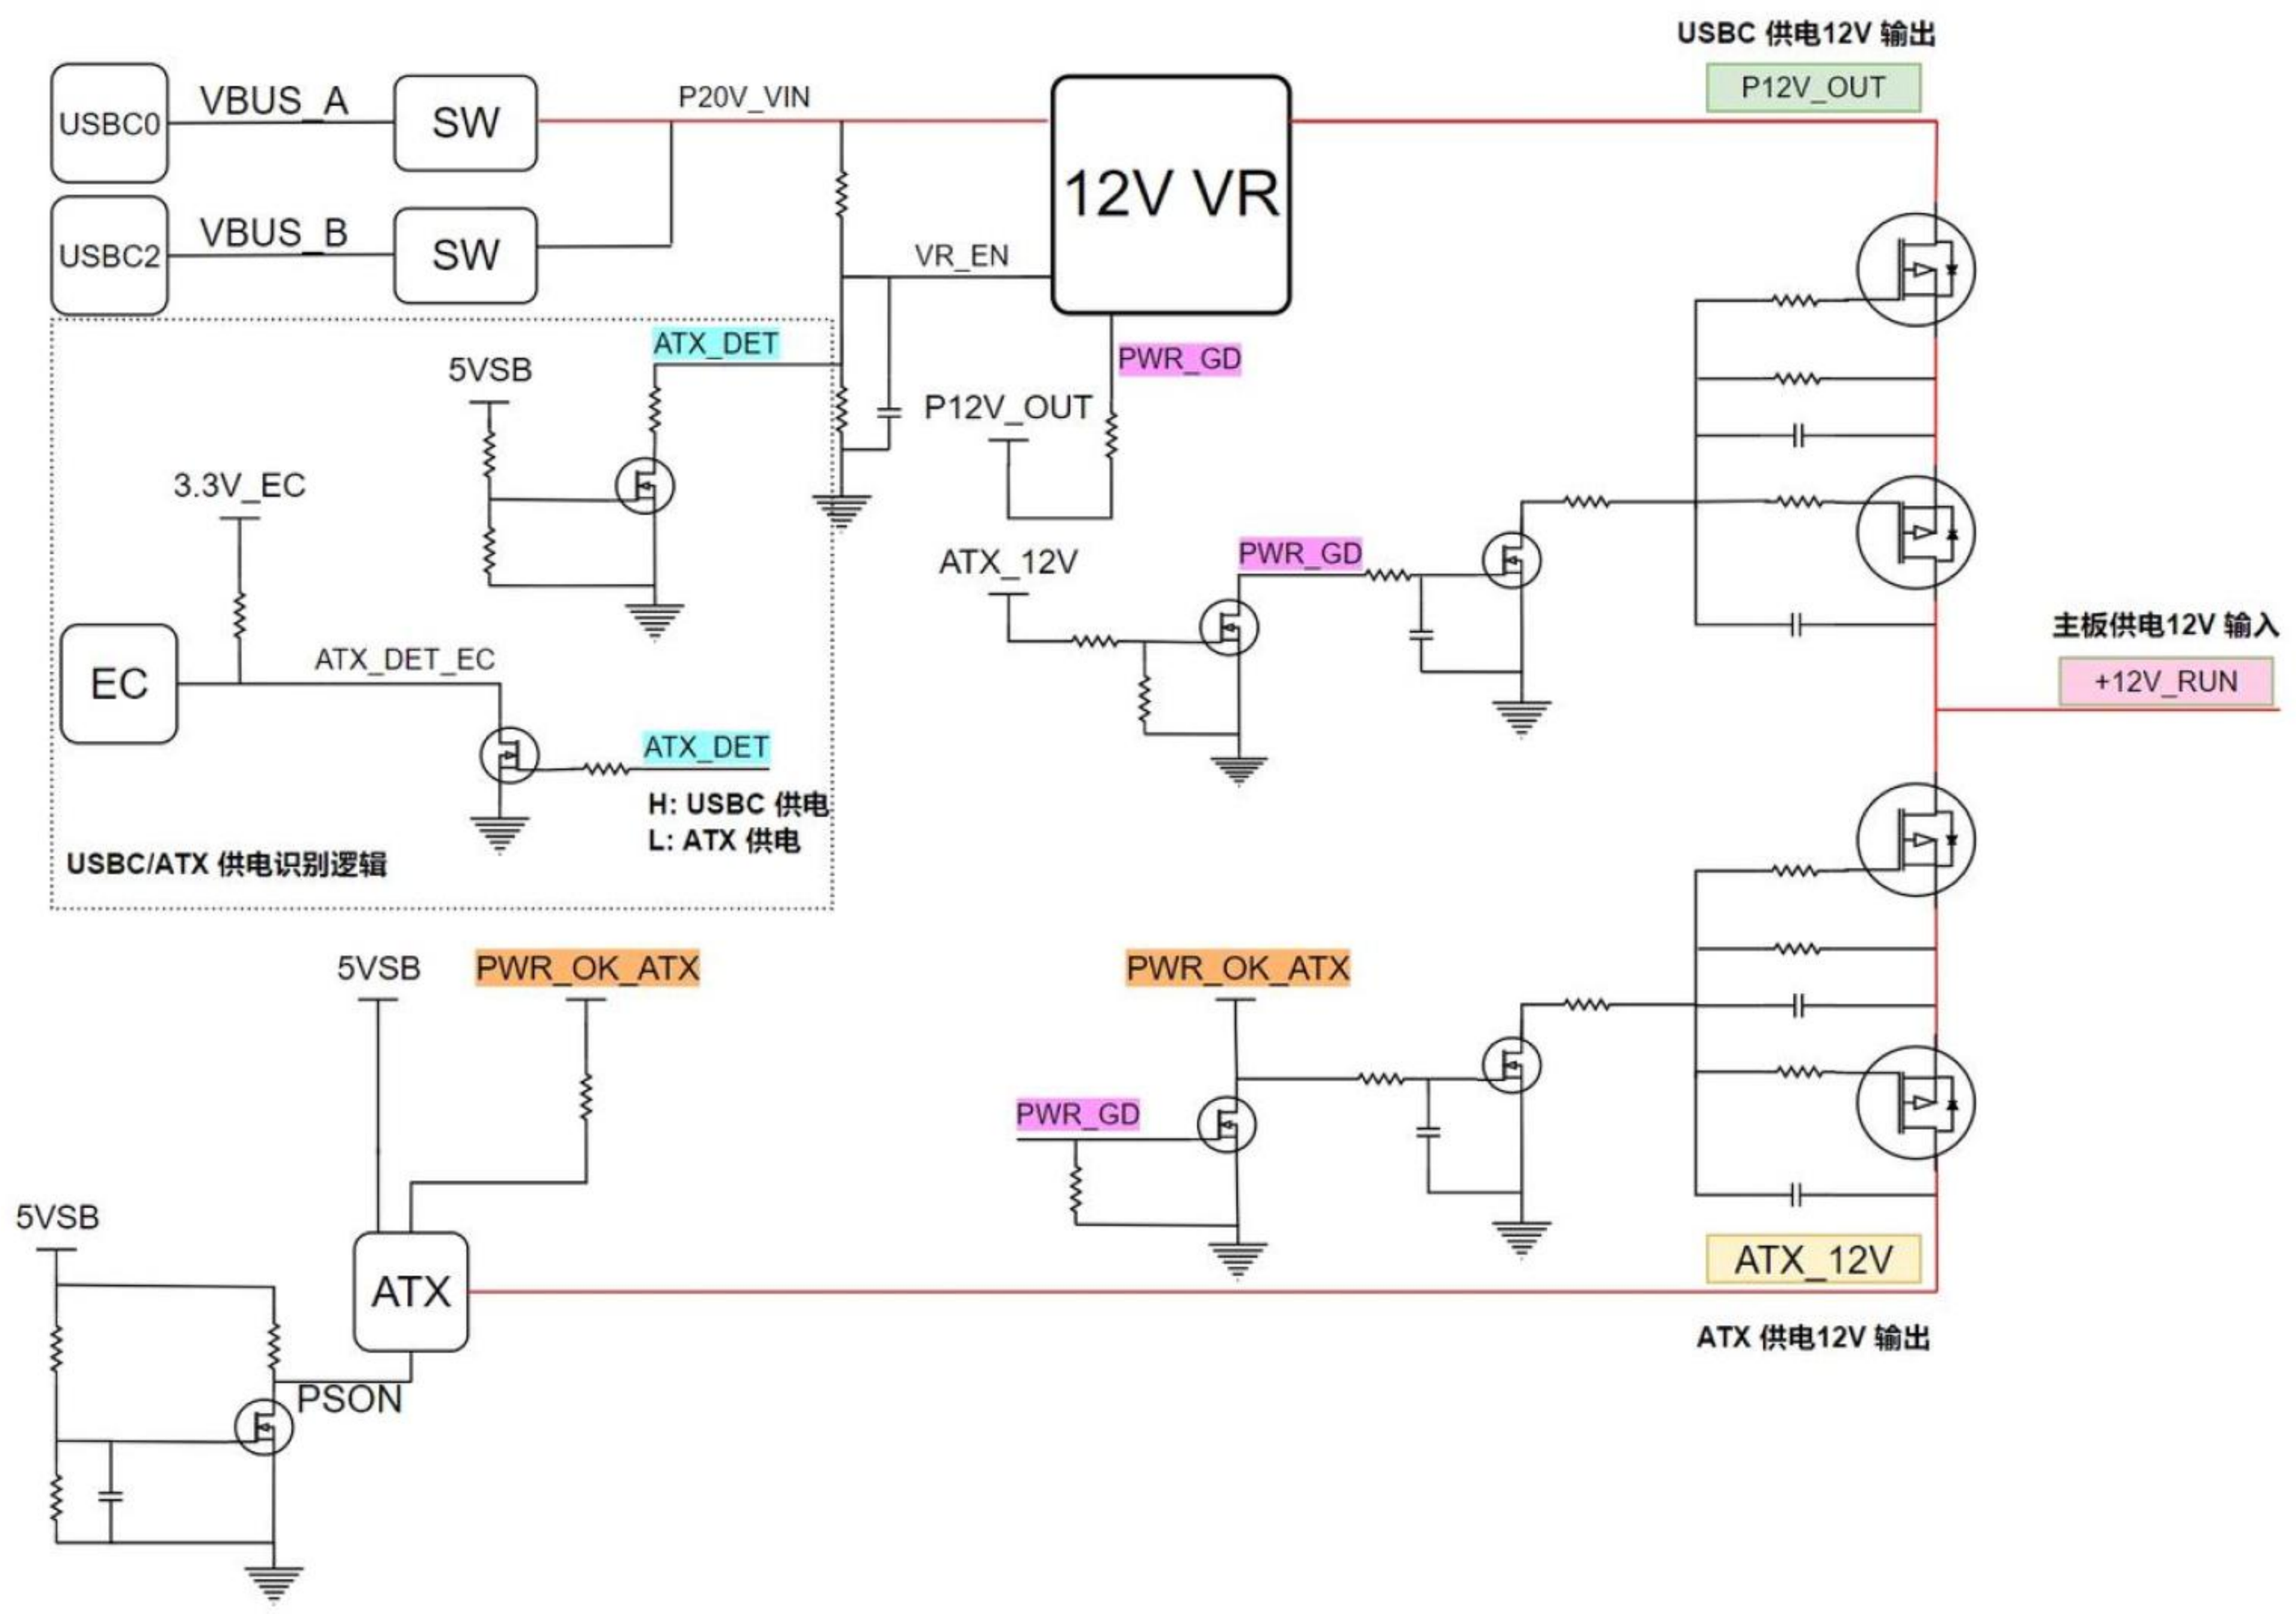 USBC 供电12V 输出
P12V_OUT
USBC0
VBUS_A
SW
P20V_VIN
12V VR
USBC2
VBUS_B
SW
VR_EN
ATX_DET
PWR_GD
5VSB
P12V_OUT
3.3V_EC
ATX_12V
PWR_GD
主板供电12V 输入
+12V_RUN
EC
ATX_DET_EC
ATX_DET
H: USBC 供电
L: ATX 供电
USBC/ATX 供电识别逻辑
5VSB
PWR_OK_ATX
PWR_OK_ATX
PWR_GD
5VSB
ATX
ATX_12V
ATX 供电12V 输出
PSON